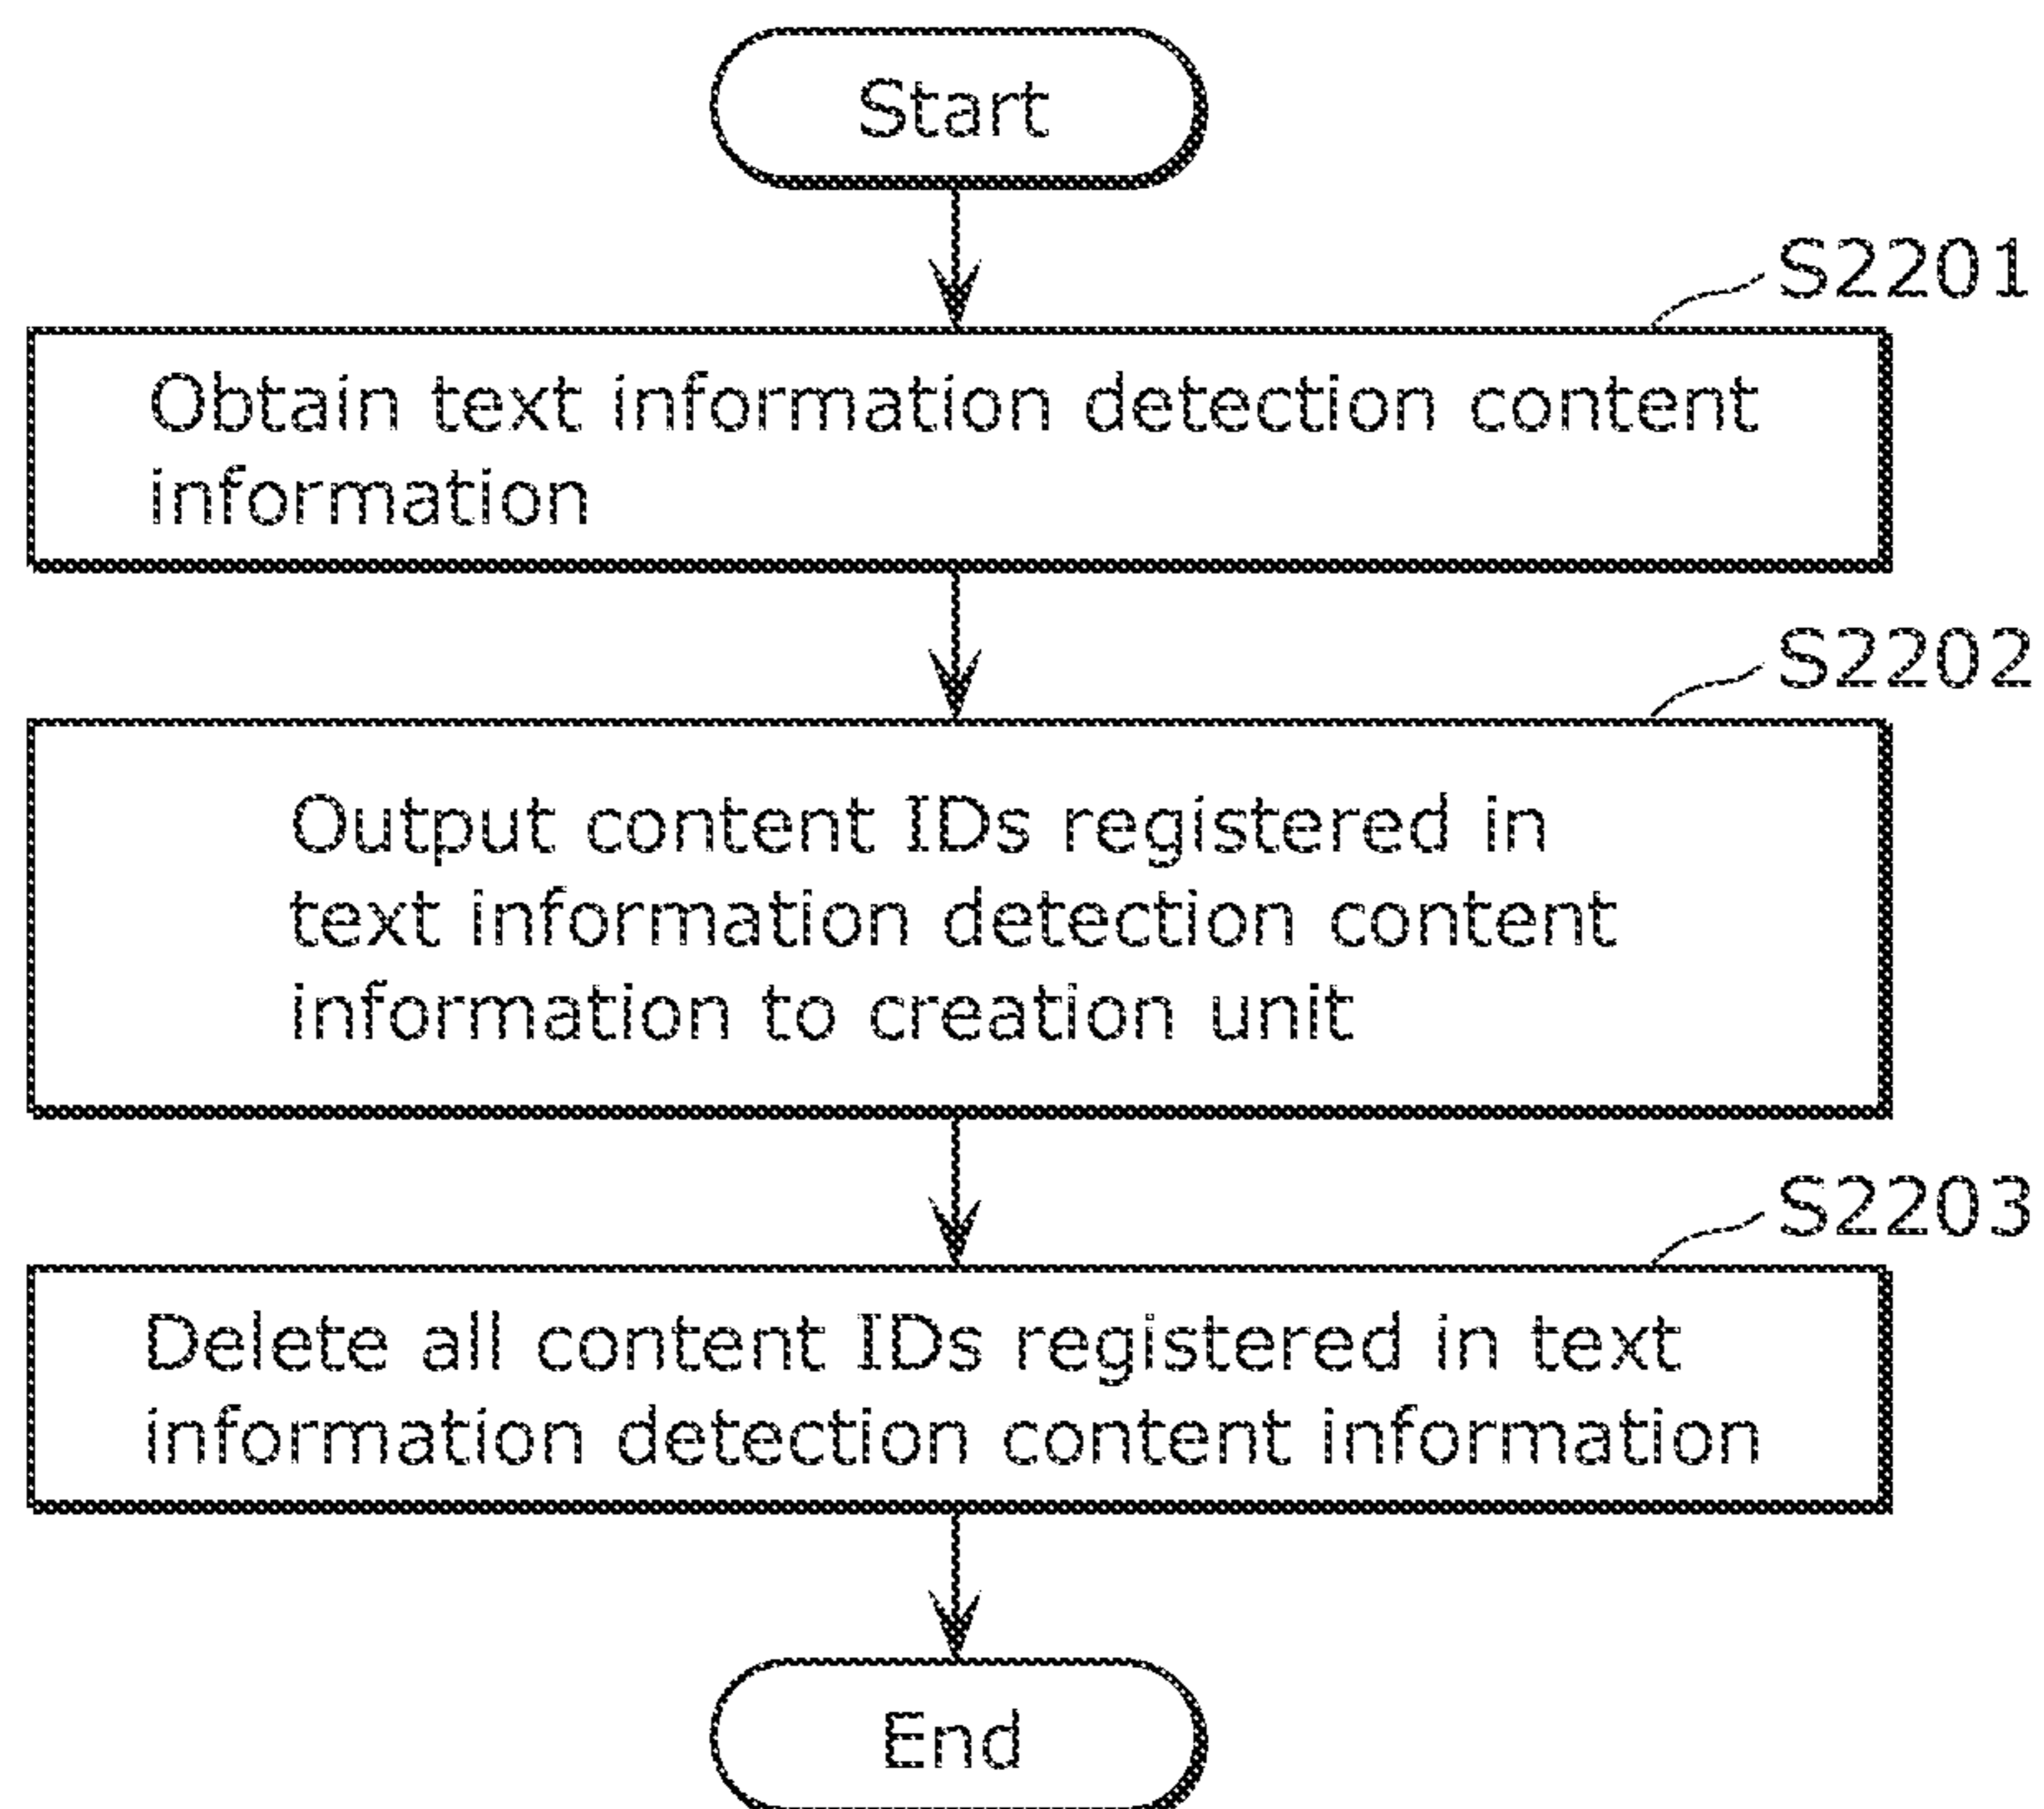 Start
S2201
Obtain text information detection content
information
S2202
Output content IDs registered in
text information detection content
information to creation unit
S2203
Delete all content IDs registered in text
information detection content information
End